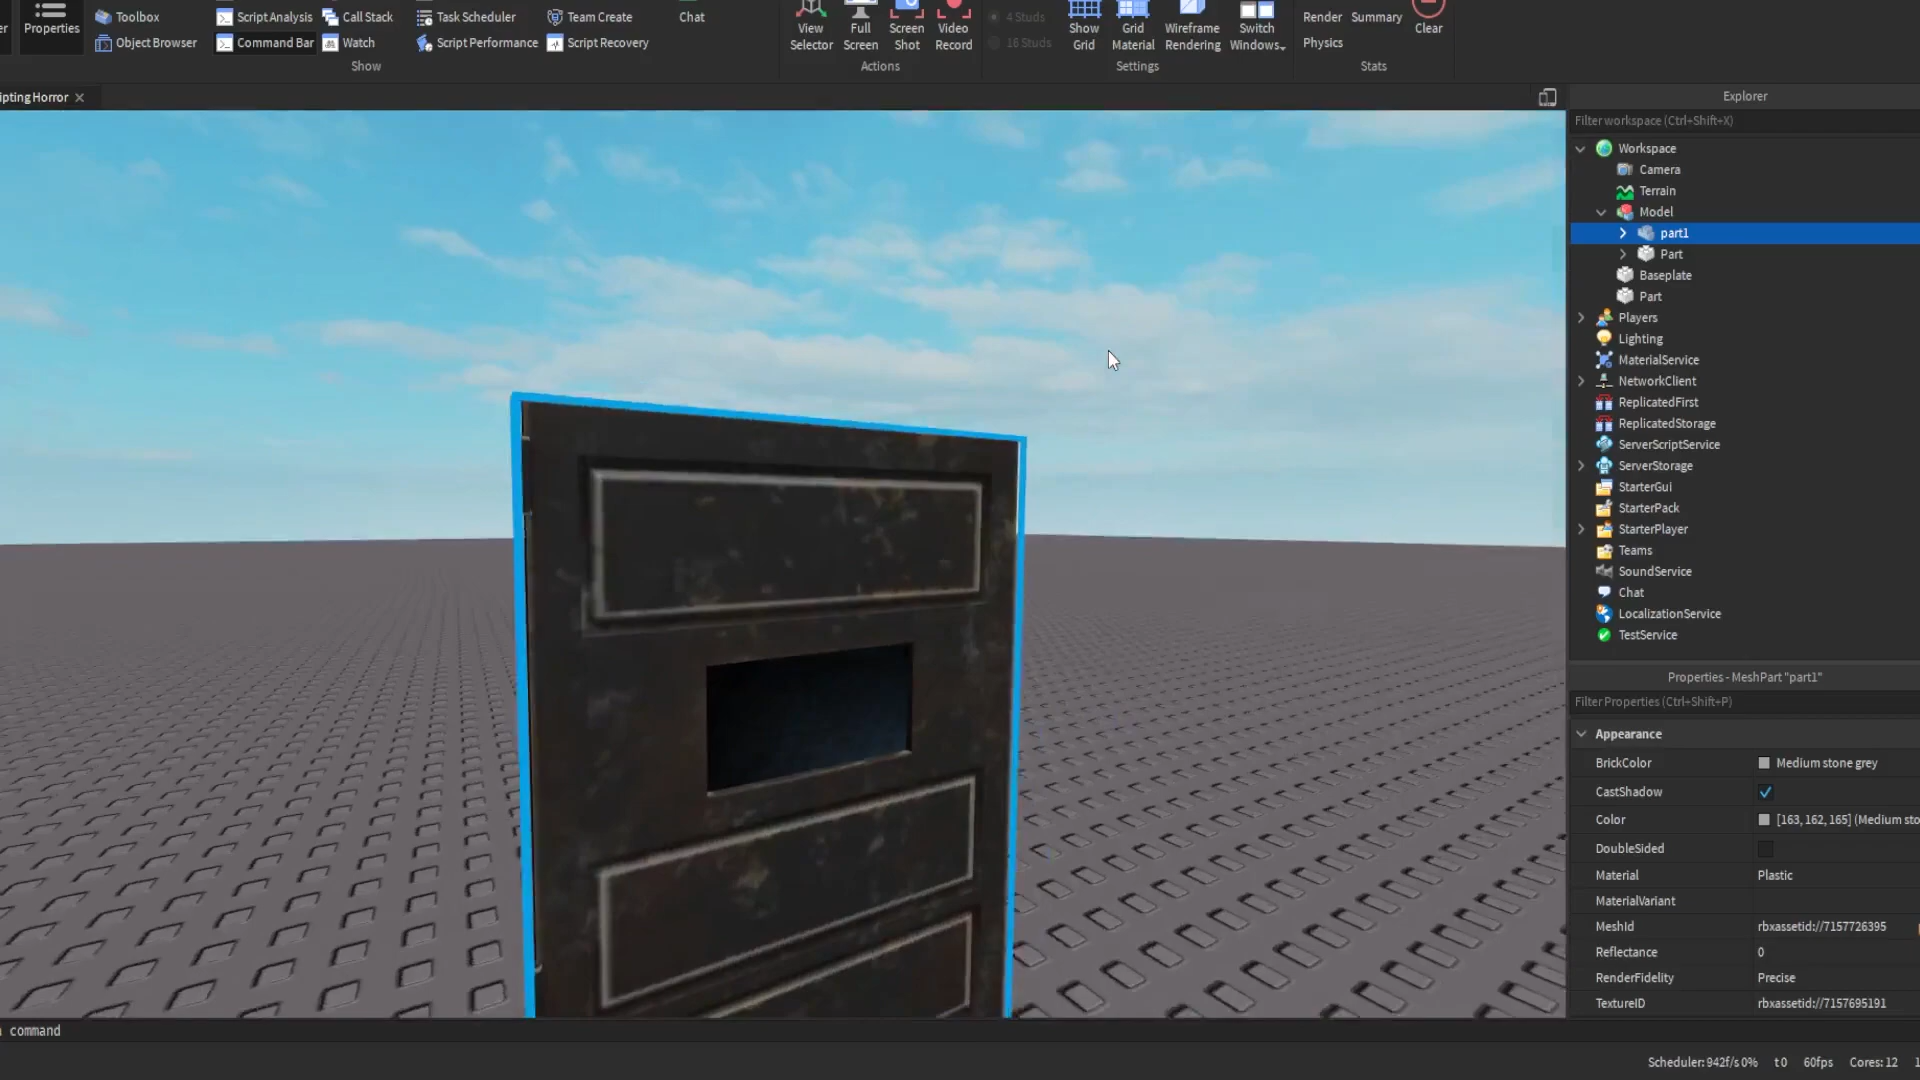 Properties
Toolbox
Object Browser
Script Analysis
Command Bar
Call Stack
Watch
Show
Task Scheduler
Script Performance
Team Create
Script Recovery
Chat
View Selector
Full Screen
Screen Shot
Video Record
Actions
4 Studs
16 Studs
Show Grid
Grid Material
Wireframe Rendering
Switch Windows
Settings
Render
Summary
Physics
Clear
Stats
ipting Horror
Explorer
Filter workspace (Ctrl+Shift+X)
Workspace
Camera
Terrain
Model
part1
Part
Baseplate
Part
Players
Lighting
MaterialService
NetworkClient
ReplicatedFirst
ReplicatedStorage
ServerScriptService
ServerStorage
StarterGui
StarterPack
StarterPlayer
Teams
SoundService
Chat
LocalizationService
TestService
Properties - MeshPart "part1"
Filter Properties (Ctrl+Shift+P)
Appearance
BrickColor Medium stone grey
CastShadow
Color [163, 162, 165] (Medium sto
DoubleSided
Material Plastic
MaterialVariant
MeshId rbxassetid://7157726395
Reflectance 0
RenderFidelity Precise
TextureID rbxassetid://7157695191
command
Scheduler: 942f/s 0% t 0 60fps Cores: 12